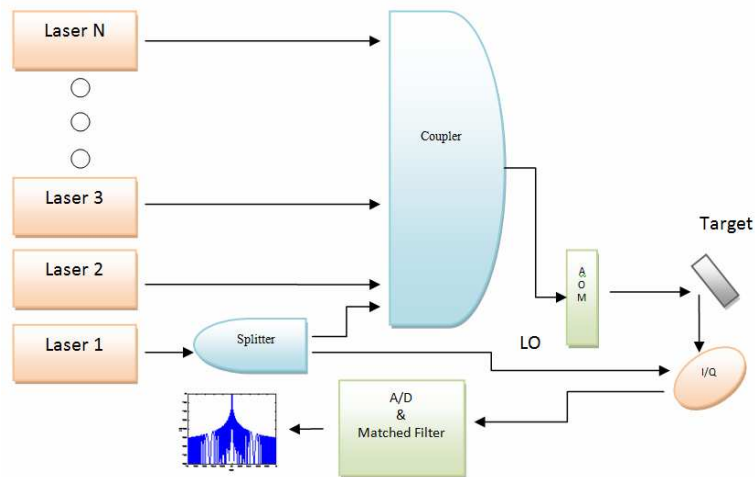 Laser N
Coupler
Laser 3
Target
Laser 2
A
O
M
LO
Laser 1
Splitter
I/Q
A/D
&
Matched Filter